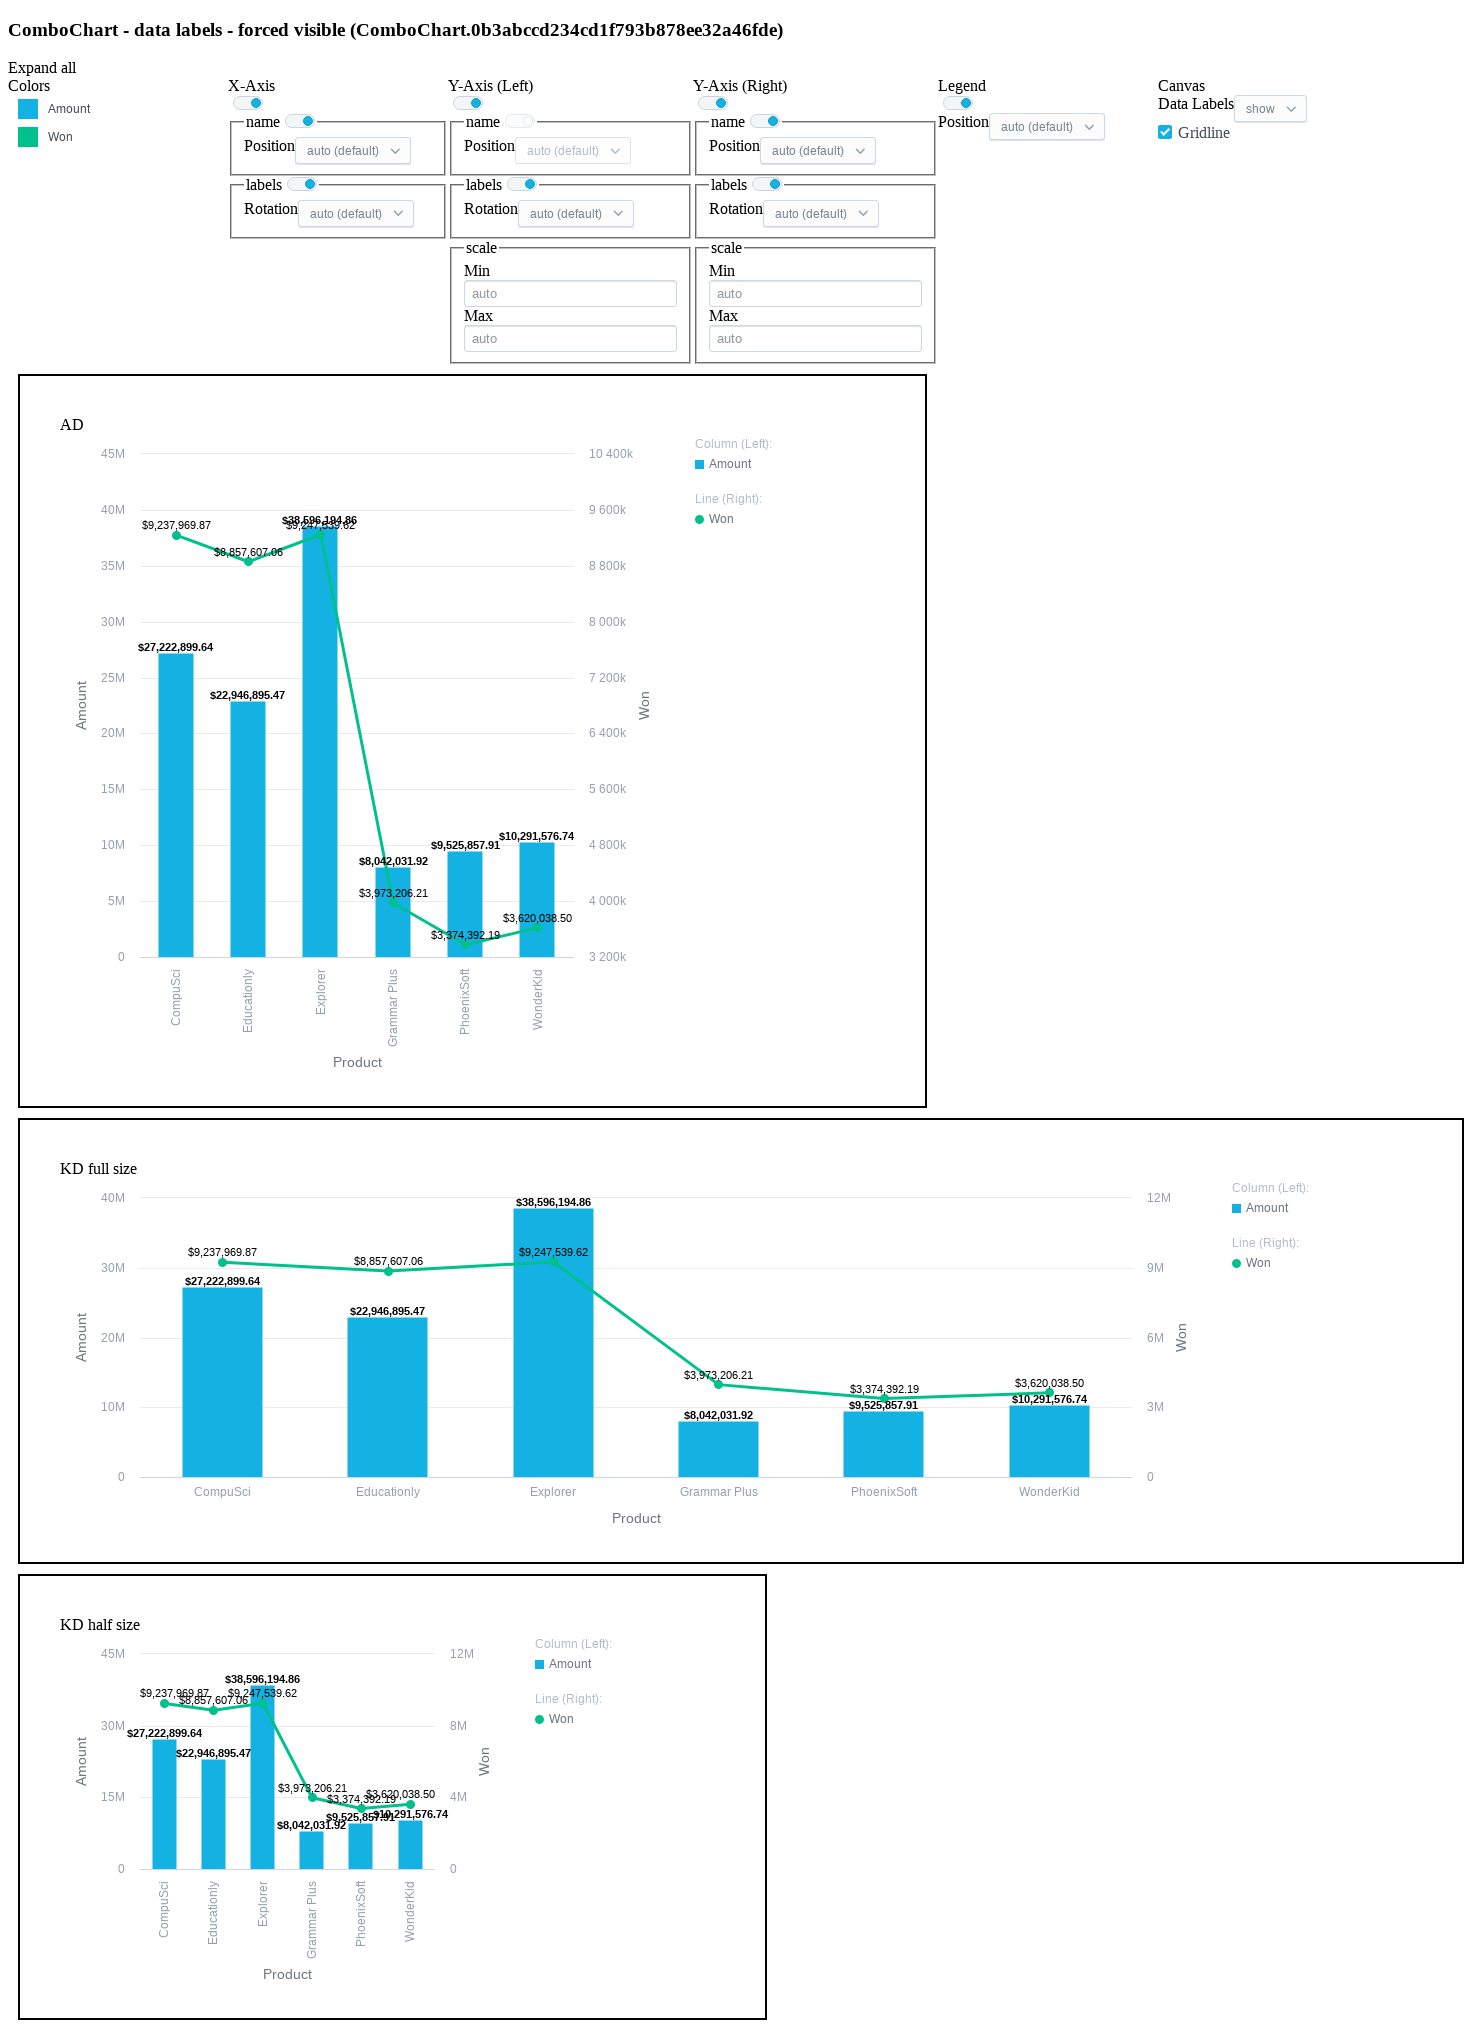 ComboChart - data labels - forced visible (ComboChart.0b3abccd234cd1f793b878ee32a46fde)
Expand all
Colors
Amount
Won
X-Axis
name
Position auto (default)
labels
Rotation auto (default)
Y-Axis (Left)
name
Position auto (default)
labels
Rotation auto (default)
scale
Min
auto
Max
auto
Y-Axis (Right)
name
Position auto (default)
labels
Rotation auto (default)
scale
Min
auto
Max
auto
Legend
Position auto (default)
Canvas
Data Labels show
Gridline
AD
45M
40M
35M
30M
25M
20M
15M
10M
5M
0
Amount
$27,222,899.64
$22,946,895.47
$38,596,194.86
$8,042,031.92
$9,525,857.91
$10,291,576.74
$9,237,969.87
$8,857,607.06
$9,247,539.62
$3,973,206.21
$3,374,392.19
$3,620,038.50
10 400k
9 600k
8 800k
8 000k
7 200k
6 400k
5 600k
4 800k
4 000k
3 200k
Won
CompuSci
Educationly
Explorer
Grammar Plus
PhoenixSoft
WonderKid
Product
Column (Left):
Amount
Line (Right):
Won
KD full size
40M
30M
20M
10M
0
Amount
$27,222,899.64
$22,946,895.47
$38,596,194.86
$8,042,031.92
$9,525,857.91
$10,291,576.74
$9,237,969.87
$8,857,607.06
$9,247,539.62
$3,973,206.21
$3,374,392.19
$3,620,038.50
12M
9M
6M
3M
0
Won
CompuSci
Educationly
Explorer
Grammar Plus
PhoenixSoft
WonderKid
Product
Column (Left):
Amount
Line (Right):
Won
KD half size
45M
30M
15M
0
Amount
$27,222,899.64
$22,946,895.47
$38,596,194.86
$8,042,031.92
$9,525,857.91
$10,291,576.74
$9,237,969.87
$8,857,607.06
$9,247,539.62
$3,973,206.21
$3,374,392.19
$3,620,038.50
12M
8M
4M
0
Won
CompuSci
Educationly
Explorer
Grammar Plus
PhoenixSoft
WonderKid
Product
Column (Left):
Amount
Line (Right):
Won